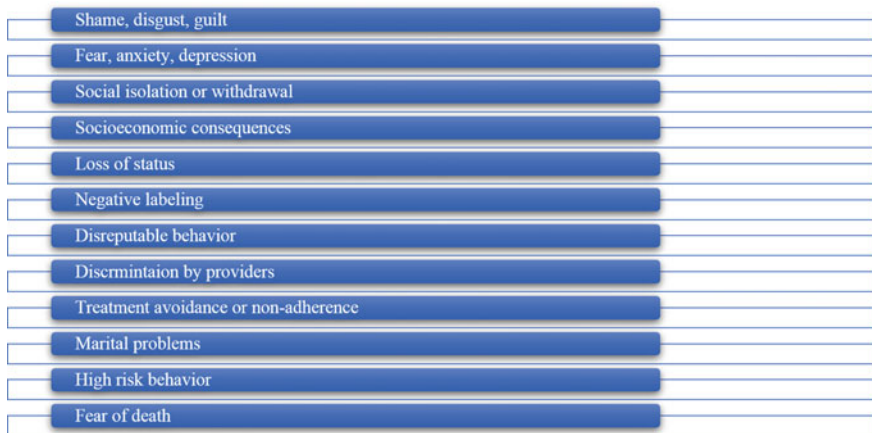 Shame, disgust, guilt
Fear, anxiety, depression
Social isolation or withdrawal
Socioeconomic consequences
Loss of status
Negative labeling
Disreputable behavior
Discrmintaion by providers
Treatment avoidance or non-adherence
Marital problems
High risk behavior
Fear of death